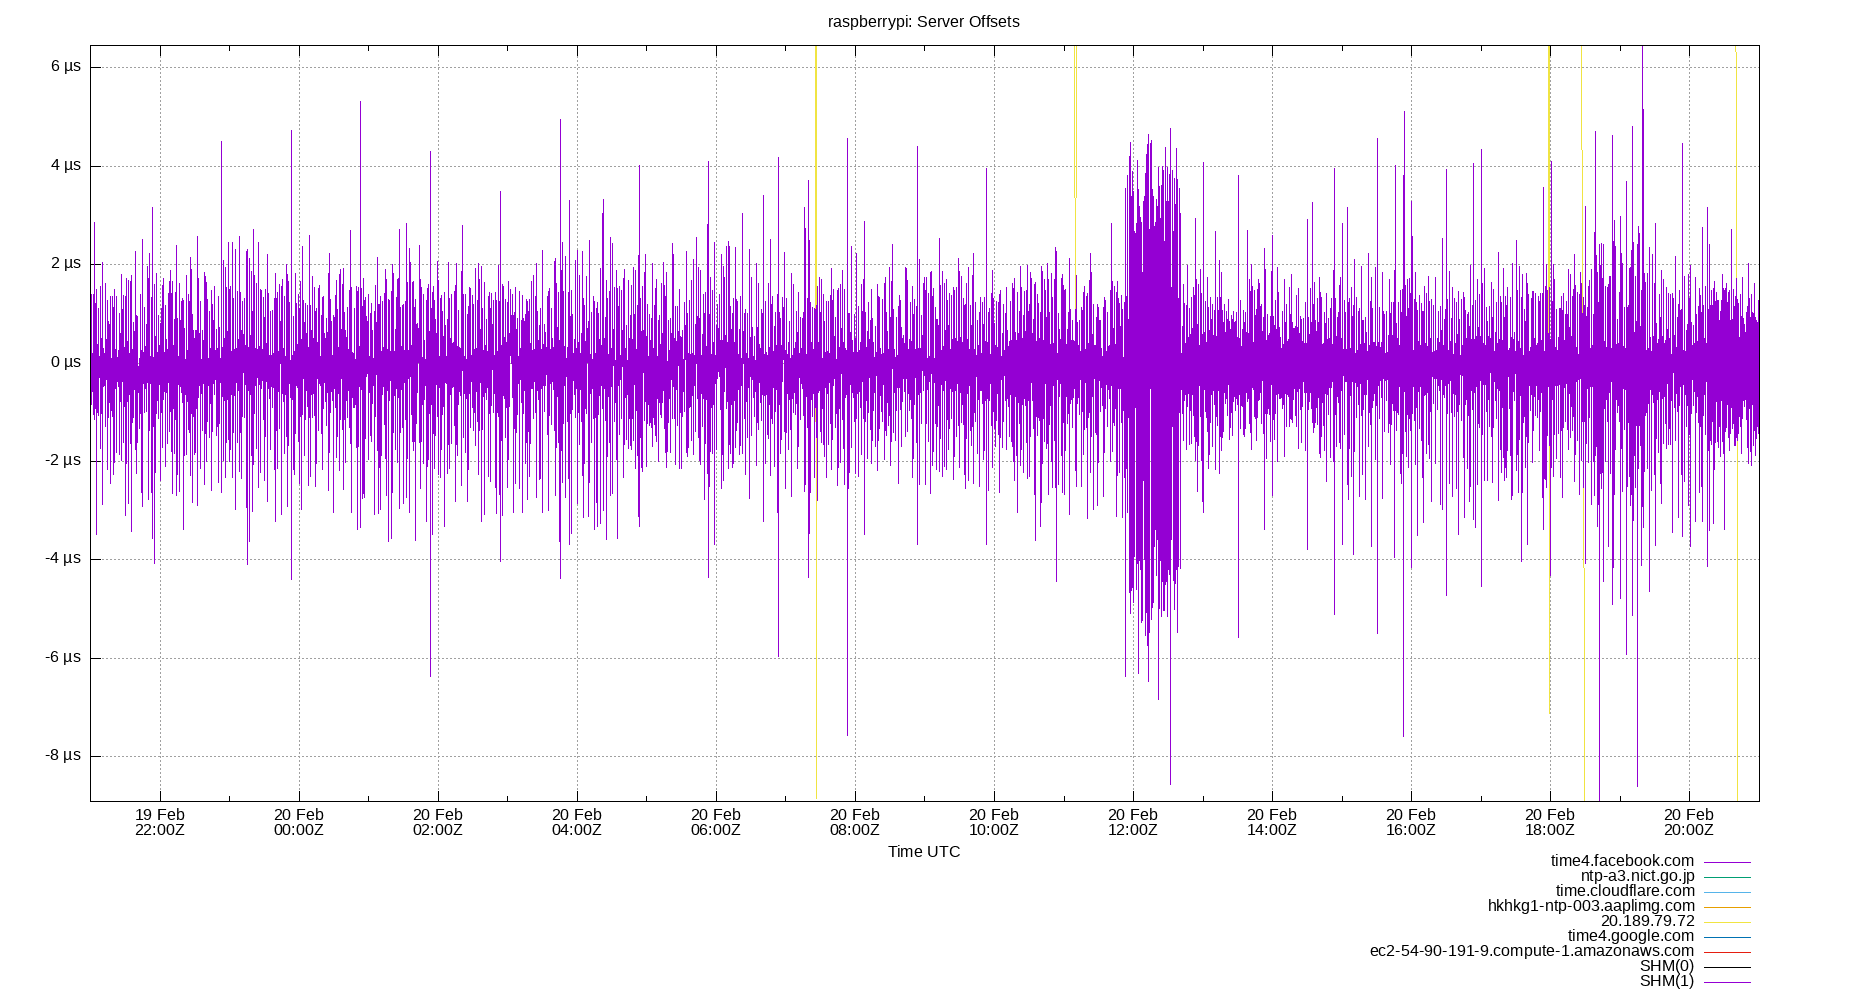 raspberrypi: Server Offsets
6 µs
4 µs
2 µs
0 µs
-2 µs
-4 µs
-6 µs
-8 µs
19 Feb 20 Feb 20 Feb 20 Feb 20 Feb 20 Feb 20 Feb 20 Feb 20 Feb 20 Feb 20 Feb 20 Feb
22:00Z 00:00Z 02:00Z 04:00Z 06:00Z 08:00Z 10:00Z 12:00Z 14:00Z 16:00Z 18:00Z 20:00Z
Time UTC
time4.facebook.com
ntp-a3.nict.go.jp
time.cloudflare.com
hkhkg1-ntp-003.aaplimg.com
20.189.79.72
time4.google.com
ec2-54-90-191-9.compute-1.amazonaws.com
SHM(0)
SHM(1)